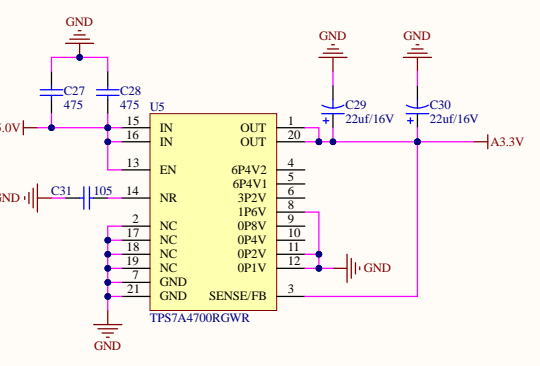 GND
GND
GND
C27
475
C28
475
C29
22uf/16V
C30
22uf/16V
U5
5.0V
15
IN
OUT
1
16
IN
OUT
20
A3.3V
13
EN
6P4V2
4
6P4V1
5
GND
C31
105
14
NR
3P2V
6
1P6V
8
2
NC
0P8V
9
17
NC
0P4V
10
18
NC
0P2V
11
19
NC
0P1V
12
GND
7
GND
21
GND
SENSE/FB
3
TPS7A4700RGWR
GND